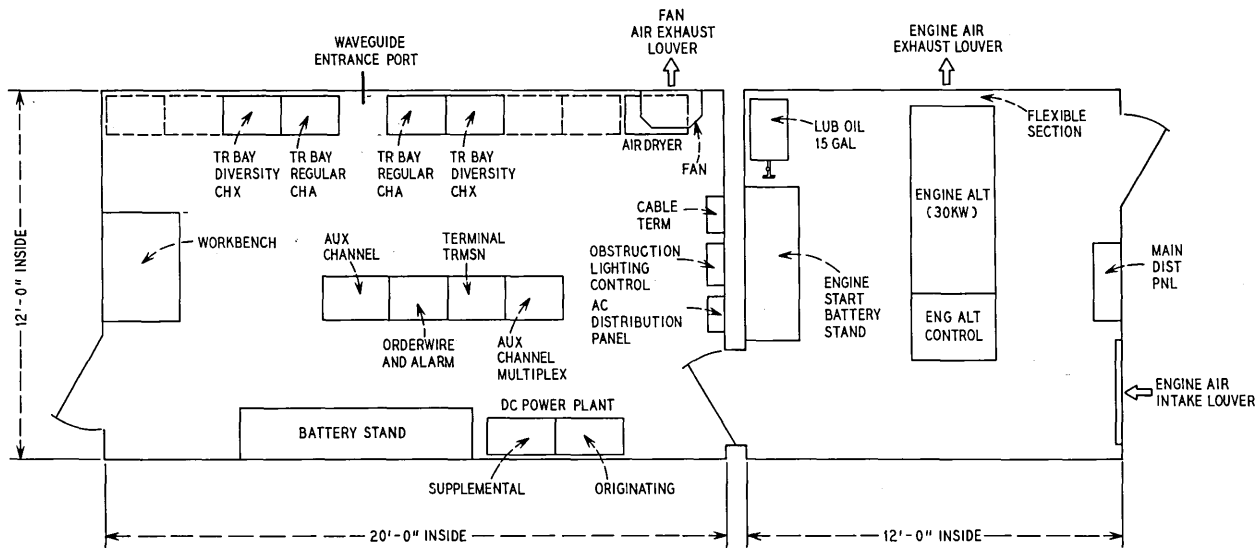 FAN
AIR EXHAUST
LOUVER
ENGINE AIR
EXHAUST LOUVER
WAVEGUIDE
ENTRANCE PORT
TR BAY
DIVERSITY
CHX
TR BAY
REGULAR
CHA
TR BAY
REGULAR
CHA
TR BAY
DIVERSITY
CHX
AIR DRYER
FAN
LUB OIL
15 GAL
FLEXIBLE
SECTION
12'-0" INSIDE
WORKBENCH
AUX
CHANNEL
TERMINAL
TRMSN
ORDERWIRE
AND ALARM
AUX
CHANNEL
MULTIPLEX
CABLE
TERM
OBSTRUCTION
LIGHTING
CONTROL
AC
DISTRIBUTION
PANEL
ENGINE
START
BATTERY
STAND
ENGINE ALT
(30KW)
ENG ALT
CONTROL
MAIN
DIST
PNL
ENGINE AIR
INTAKE LOUVER
BATTERY STAND
DC POWER PLANT
SUPPLEMENTAL
ORIGINATING
20'-0" INSIDE
12'-0" INSIDE